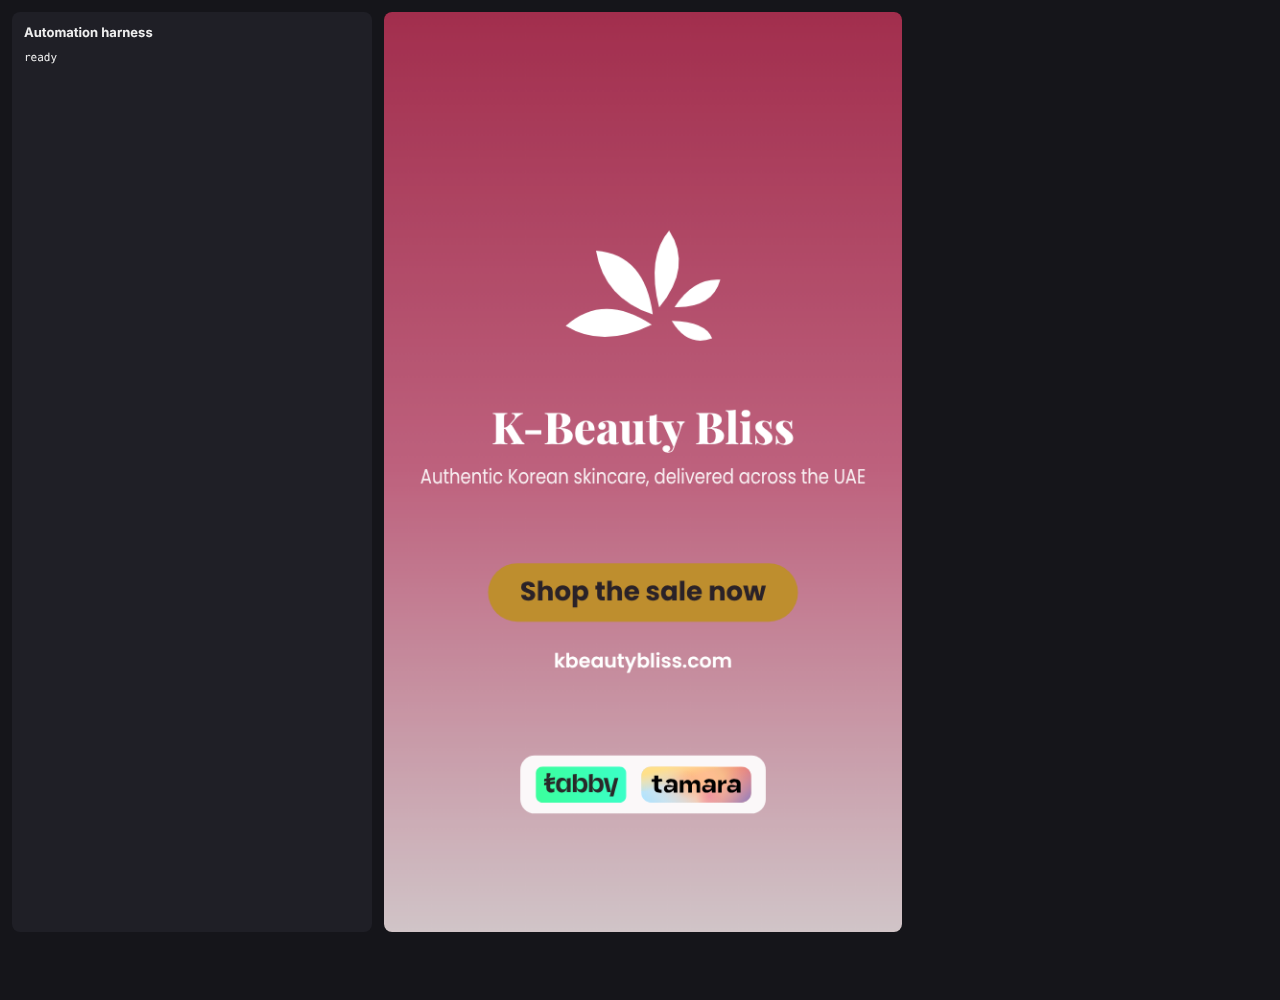 Automation harness
ready
K-Beauty Bliss
Authentic Korean skincare, delivered across the UAE
Shop the sale now
kbeautybliss.com
tabby tamara